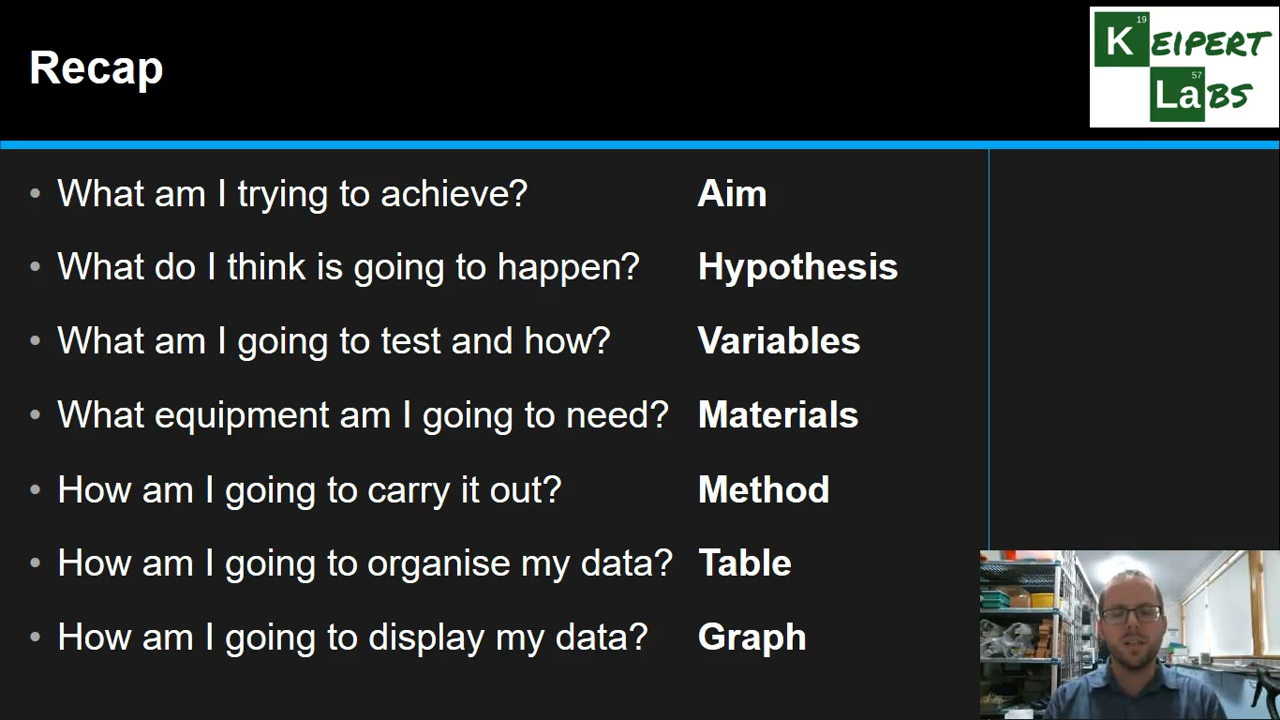 Recap
19
KEIPERT
57
LaBS
• What am I trying to achieve? Aim
• What do I think is going to happen? Hypothesis
• What am I going to test and how? Variables
• What equipment am I going to need? Materials
• How am I going to carry it out? Method
• How am I going to organise my data? Table
• How am I going to display my data? Graph